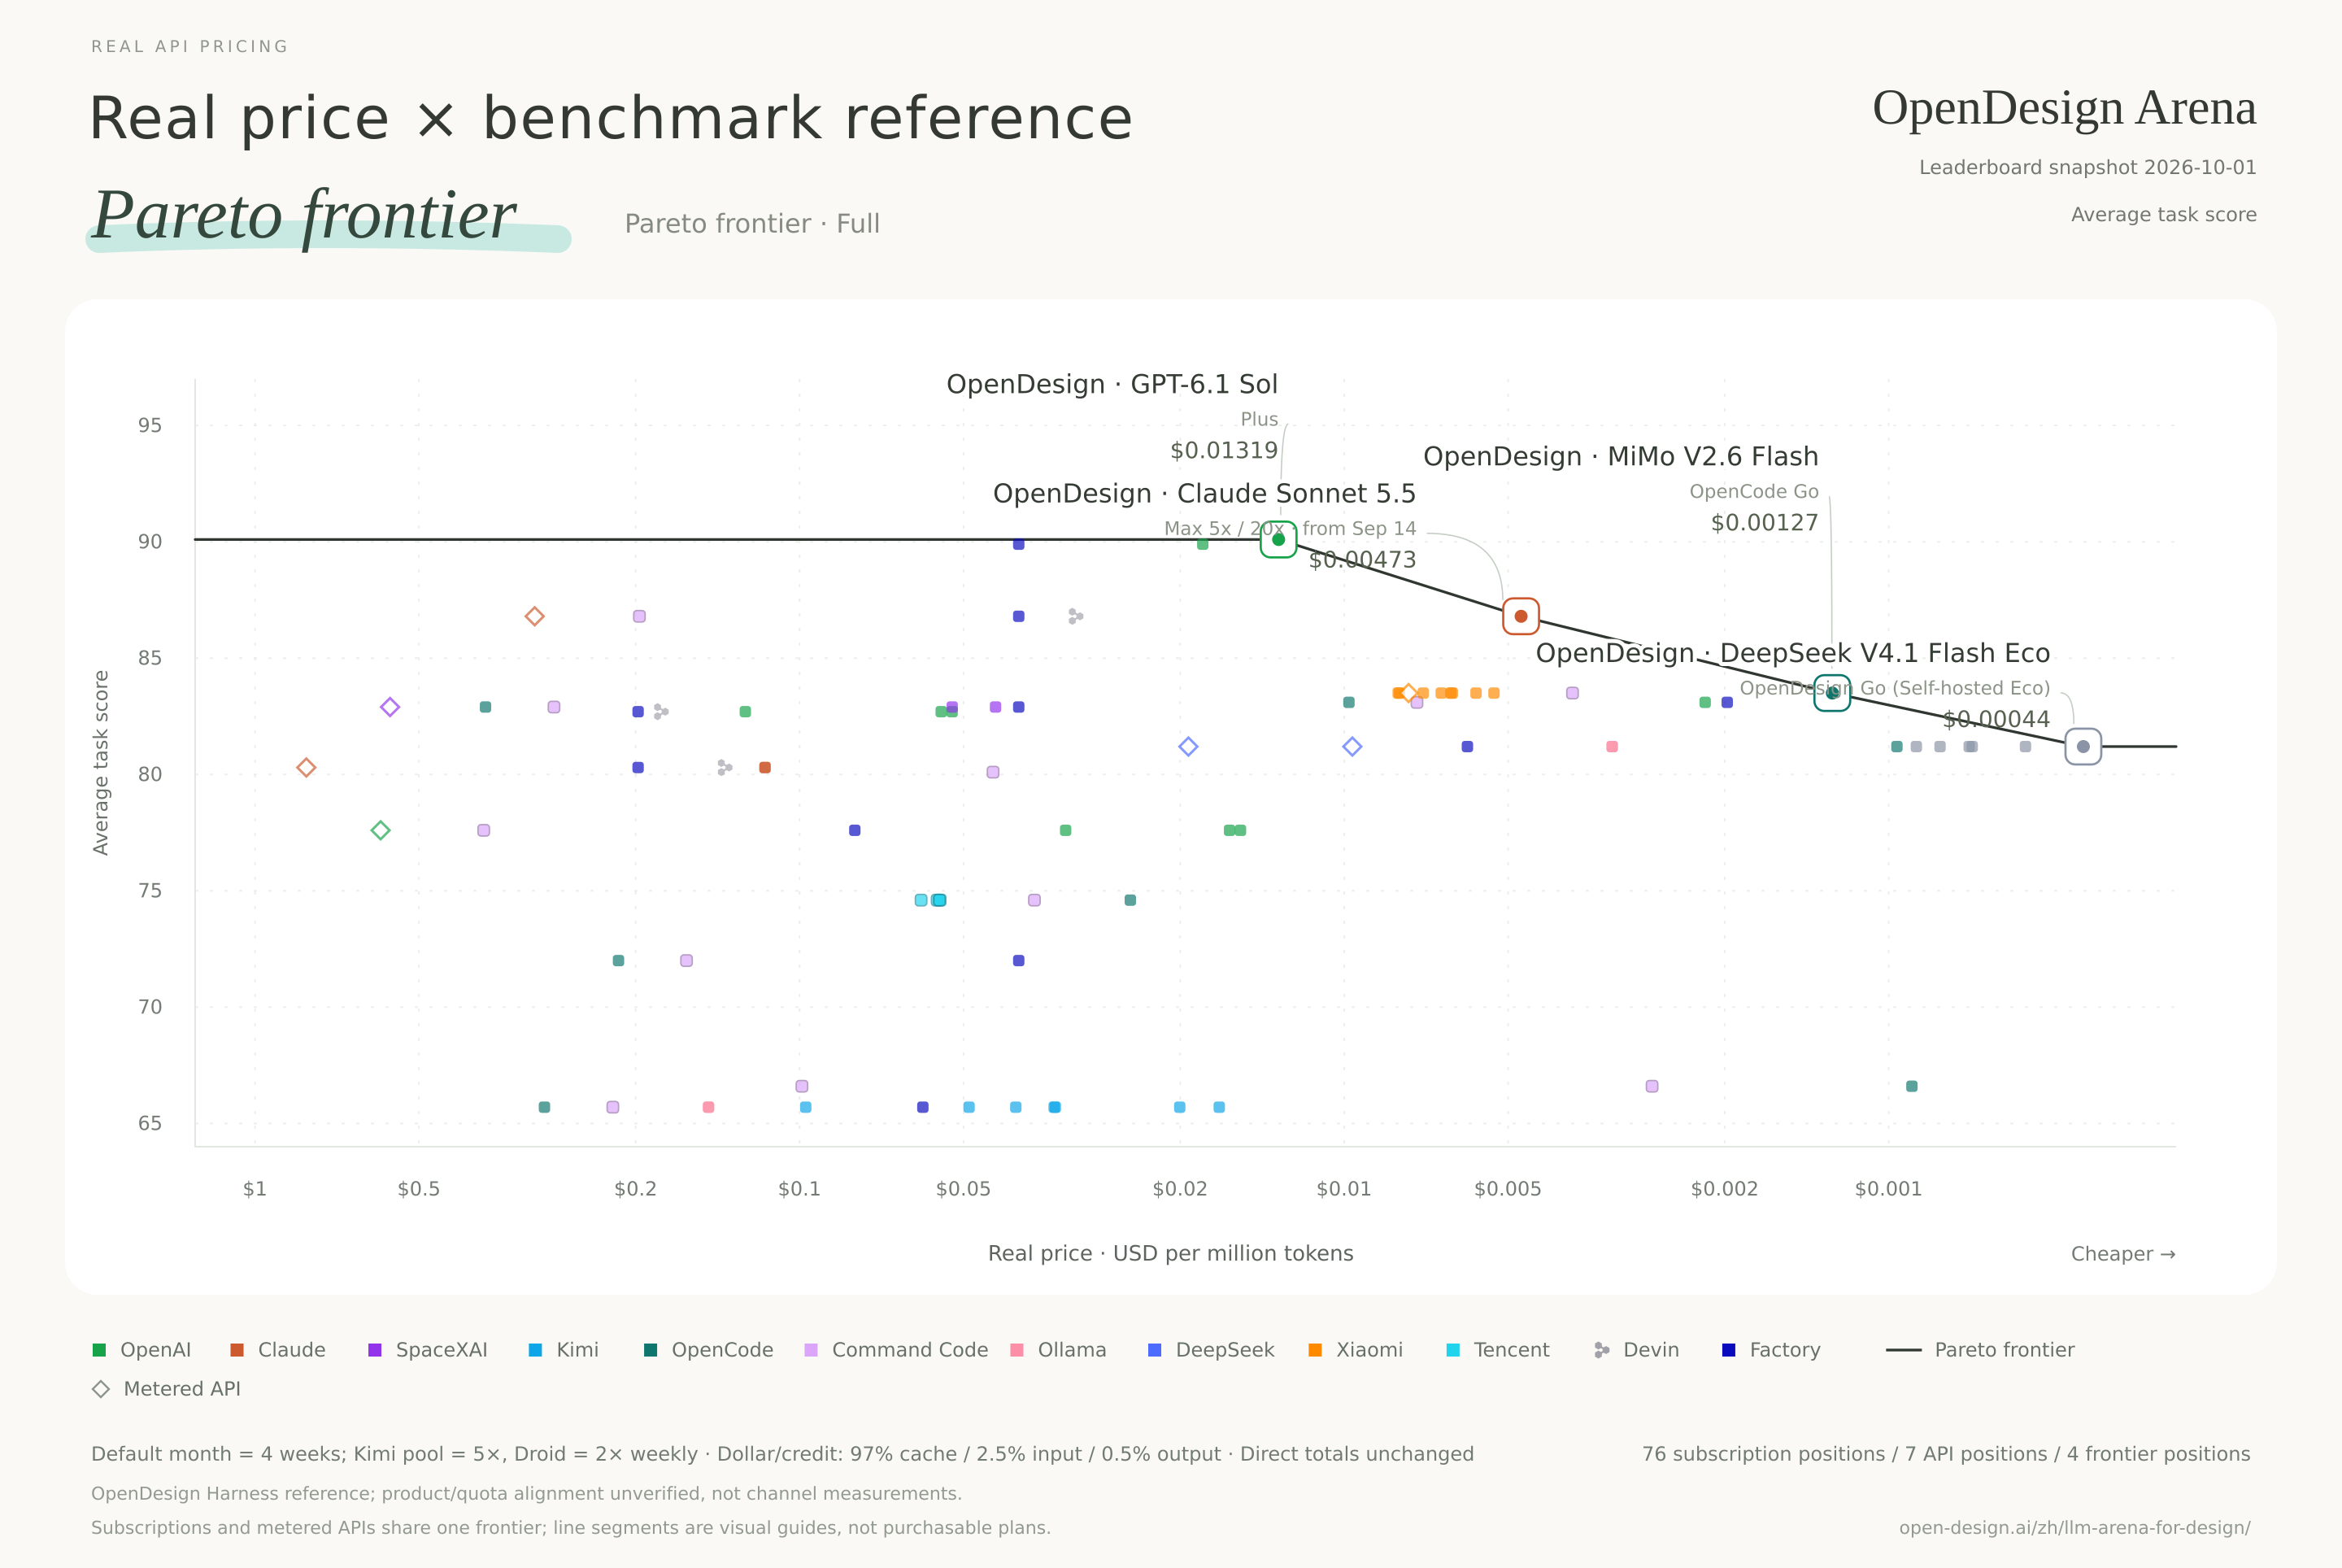 REAL API PRICING
Real price × benchmark reference
Pareto frontier
Pareto frontier · Full
OpenDesign Arena
Leaderboard snapshot 2026-10-01
Average task score
OpenDesign · GPT-6.1 Sol
Plus
$0.01319
OpenDesign · Claude Sonnet 5.5
Max 5x / 20x · from Sep 14
$0.00473
OpenDesign · MiMo V2.6 Flash
OpenCode Go
$0.00127
OpenDesign · DeepSeek V4.1 Flash Eco
OpenDesign Go (Self-hosted Eco)
$0.00044
Average task score
95
90
85
80
75
70
65
$1 $0.5 $0.2 $0.1 $0.05 $0.02 $0.01 $0.005 $0.002 $0.001
Real price · USD per million tokens
Cheaper →
OpenAI Claude SpaceXAI Kimi OpenCode Command Code Ollama DeepSeek Xiaomi Tencent Devin Factory Pareto frontier
Metered API
Default month = 4 weeks; Kimi pool = 5×, Droid = 2× weekly · Dollar/credit: 97% cache / 2.5% input / 0.5% output · Direct totals unchanged
76 subscription positions / 7 API positions / 4 frontier positions
OpenDesign Harness reference; product/quota alignment unverified, not channel measurements.
Subscriptions and metered APIs share one frontier; line segments are visual guides, not purchasable plans.
open-design.ai/zh/llm-arena-for-design/